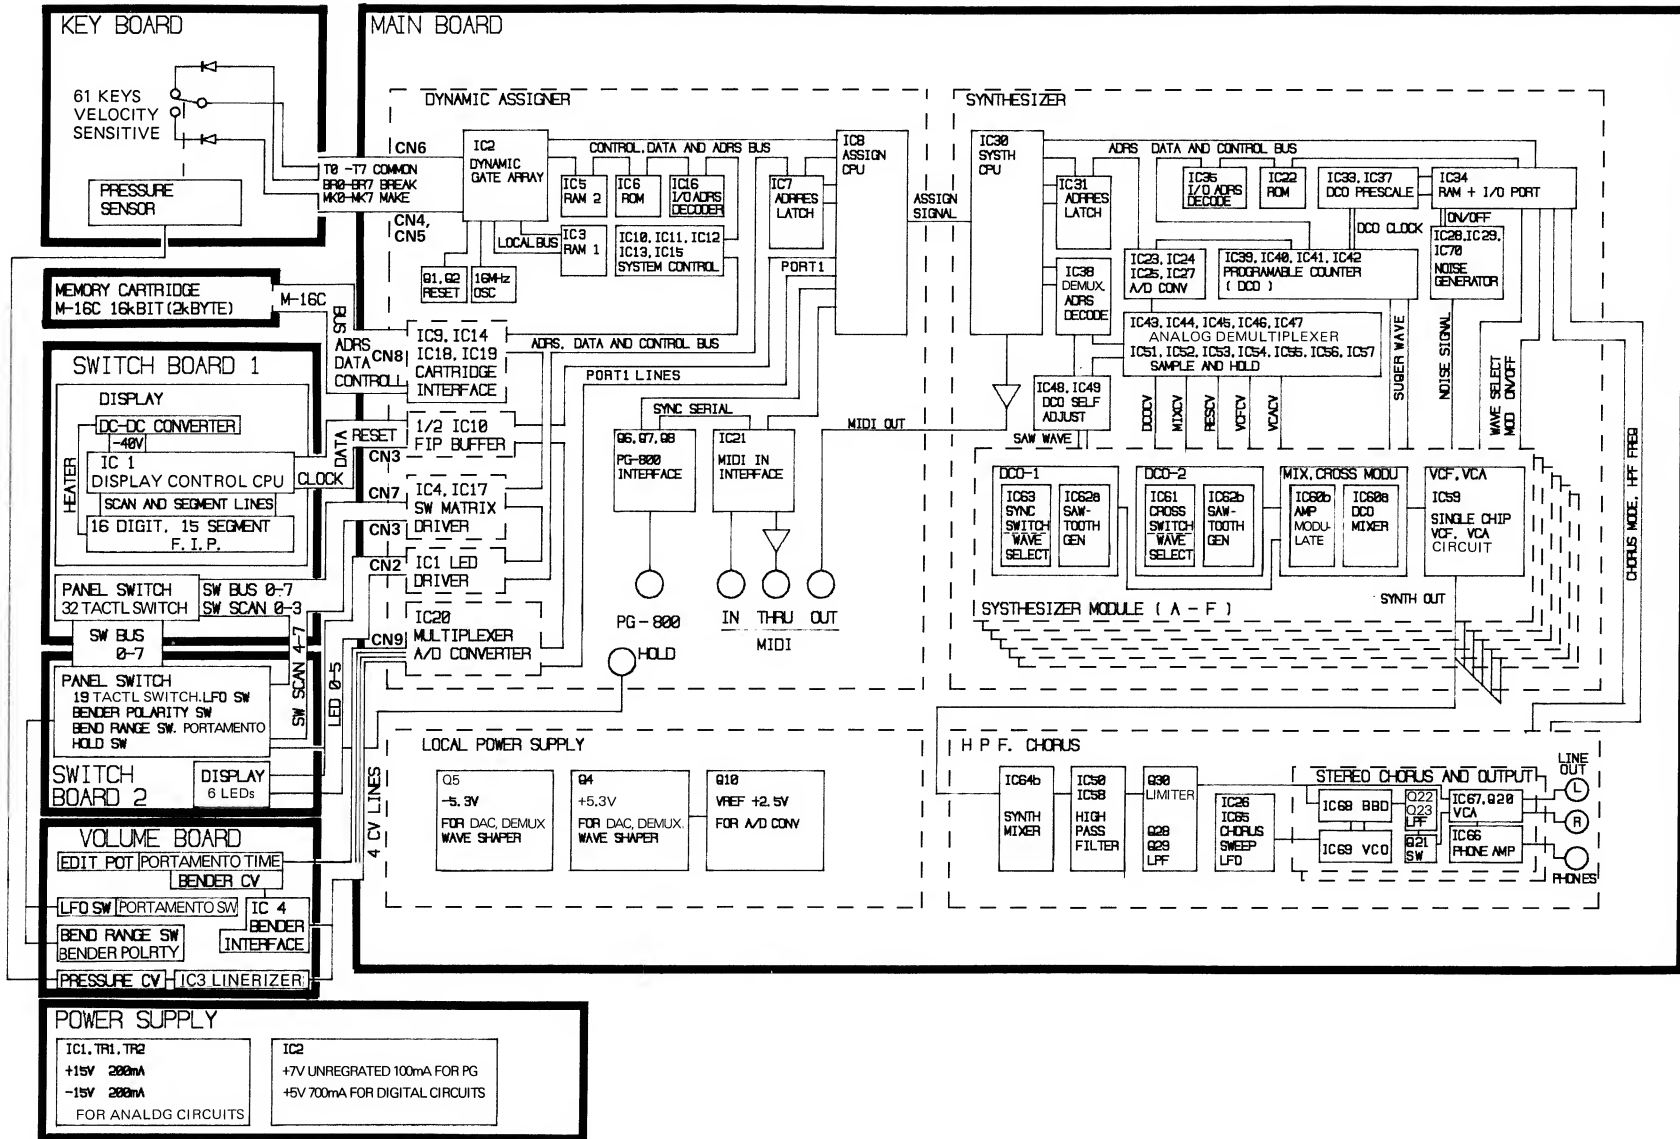 KEY BOARD
61 KEYS
VELOCITY
SENSITIVE
PRESSURE
SENSOR
T0 -T7 COMMON
BR0-BR7 BREAK
MK0-MK7 MAKE
CN6
CN4,
CN5
MEMORY CARTRIDGE
M-16C 16kBIT(2kBYTE)
M-16C
BUS
ADRS
DATA
CONTROLL
CN8
SWITCH BOARD 1
DISPLAY
DC-DC CONVERTER
-40V
IC 1
DISPLAY CONTROL CPU
HEATER
SCAN AND SEGMENT LINES
16 DIGIT, 15 SEGMENT
F. I. P.
RESET
DATA
CLOCK
CN3
CN7
CN3
CN2
CN9
PANEL SWITCH
32 TACTL SWITCH
SW BUS 0-7
SW SCAN 0-3
SW BUS
0-7
SW SCAN 4-7
LED 0-5
PANEL SWITCH
19 TACTL SWITCH.LFO SW
BENDER POLARITY SW
BEND RANGE SW. PORTAMENTO
HOLD SW
SWITCH
BOARD 2
DISPLAY
6 LEDs
VOLUME BOARD
EDIT POT
PORTAMENTO TIME
BENDER CV
LFO SW
PORTAMENTO SW
IC 4
BENDER
INTERFACE
BEND RANGE SW
BENDER POLRTY
PRESSURE CV
IC3 LINERIZER
4 CV LINES
POWER SUPPLY
IC1, TR1, TR2
+15V 200mA
-15V 200mA
FOR ANALDG CIRCUITS
IC2
+7V UNREGRATED 100mA FOR PG
+5V 700mA FOR DIGITAL CIRCUITS
MAIN BOARD
DYNAMIC ASSIGNER
IC2
DYNAMIC
GATE ARRAY
CONTROL, DATA AND ADRS BUS
IC5
RAM 2
IC6
ROM
IC16
I/O ADRS
DECODER
IC7
ADRRES
LATCH
IC8
ASSIGN
CPU
ASSIGN
SIGNAL
LOCAL BUS
IC3
RAM 1
IC10, IC11, IC12
IC13, IC15
SYSTEM CONTROL
Q1, Q2
RESET
16MHz
OSC
PORT1
IC9, IC14
IC18, IC19
CARTRIDGE
INTERFACE
ADRS, DATA AND CONTROL BUS
PORT1 LINES
1/2 IC10
FIP BUFFER
IC4, IC17
SW MATRIX
DRIVER
IC1 LED
DRIVER
IC20
MULTIPLEXER
A/D CONVERTER
SYNC SERIAL
Q6, Q7, Q8
PG-800
INTERFACE
IC21
MIDI IN
INTERFACE
MIDI OUT
PG-800
IN THRU OUT
MIDI
HOLD
LOCAL POWER SUPPLY
Q5
-5.3V
FOR DAC, DEMUX
WAVE SHAPER
Q4
+5.3V
FOR DAC, DEMUX.
WAVE SHAPER
Q10
VREF +2.5V
FOR A/D CONV
SYNTHESIZER
IC30
SYSTH
CPU
ADRS DATA AND CONTROL BUS
IC31
ADRRES
LATCH
IC35
I/O ADRS
DECODE
IC22
ROM
IC33, IC37
DCO PRESCALE
IC34
RAM + I/O PORT
DCO CLOCK
ON/OFF
IC28, IC29,
IC70
NOISE
GENERATOR
IC38
DEMUX.
ADRS
DECODE
IC23, IC24
IC25, IC27
A/D CONV
IC39, IC40, IC41, IC42
PROGRAMABLE COUNTER
( DCO )
IC43, IC44, IC45, IC46, IC47
ANALOG DEMULTIPLEXER
IC51, IC52, IC53, IC54, IC55, IC56, IC57
SAMPLE AND HOLD
IC48, IC49
DCO SELF
ADJUST
SAW WAVE
DCOCV
MIXCV
RESCV
VCFCV
VCACV
SUQER WAVE
NOISE SIGNAL
WAVE SELECT
MOD ON/OFF
CHORUS MODE, HPF FREQ
DCO-1
IC63
SYNC
SWITCH
WAVE
SELECT
IC62a
SAW-
TOOTH
GEN
DCO-2
IC61
CROSS
SWITCH
WAVE
SELECT
IC62b
SAW-
TOOTH
GEN
MIX, CROSS MODU
IC60b
AMP
MODU-
LATE
IC60a
DCO
MIXER
VCF, VCA
IC59
SINGLE CHIP
VCF, VCA
CIRCUIT
SYSTHESIZER MODULE ( A - F )
SYNTH OUT
H P F. CHORUS
IC64b
SYNTH
MIXER
IC50
IC58
HIGH
PASS
FILTER
Q30
LIMITER
Q28
Q29
LPF
IC26
IC65
CHORUS
SWEEP
LFO
STEREO CHORUS AND OUTPUT
IC68 BBD
Q22
Q23
LPF
IC67, Q20
VCA
IC69 VCO
Q21
SW
IC66
PHONE AMP
LINE
OUT
L
R
PHONES